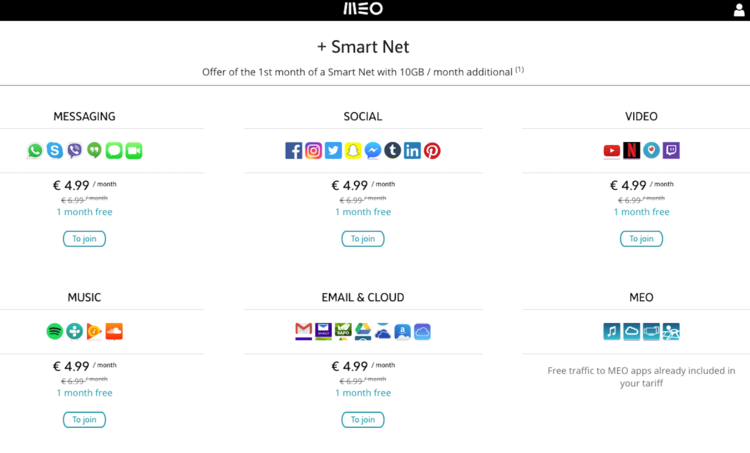 MEO
+ Smart Net
Offer of the 1st month of a Smart Net with 10GB / month additional (1)
MESSAGING
€ 4.99 / month
€ 6.99 / month
1 month free
To join
SOCIAL
€ 4.99 / month
€ 6.99 / month
1 month free
To join
VIDEO
€ 4.99 / month
€ 6.99 / month
1 month free
To join
MUSIC
€ 4.99 / month
€ 6.99 / month
1 month free
To join
EMAIL & CLOUD
SAPO
€ 4.99 / month
€ 6.99 / month
1 month free
To join
MEO
Free traffic to MEO apps already included in
your tariff